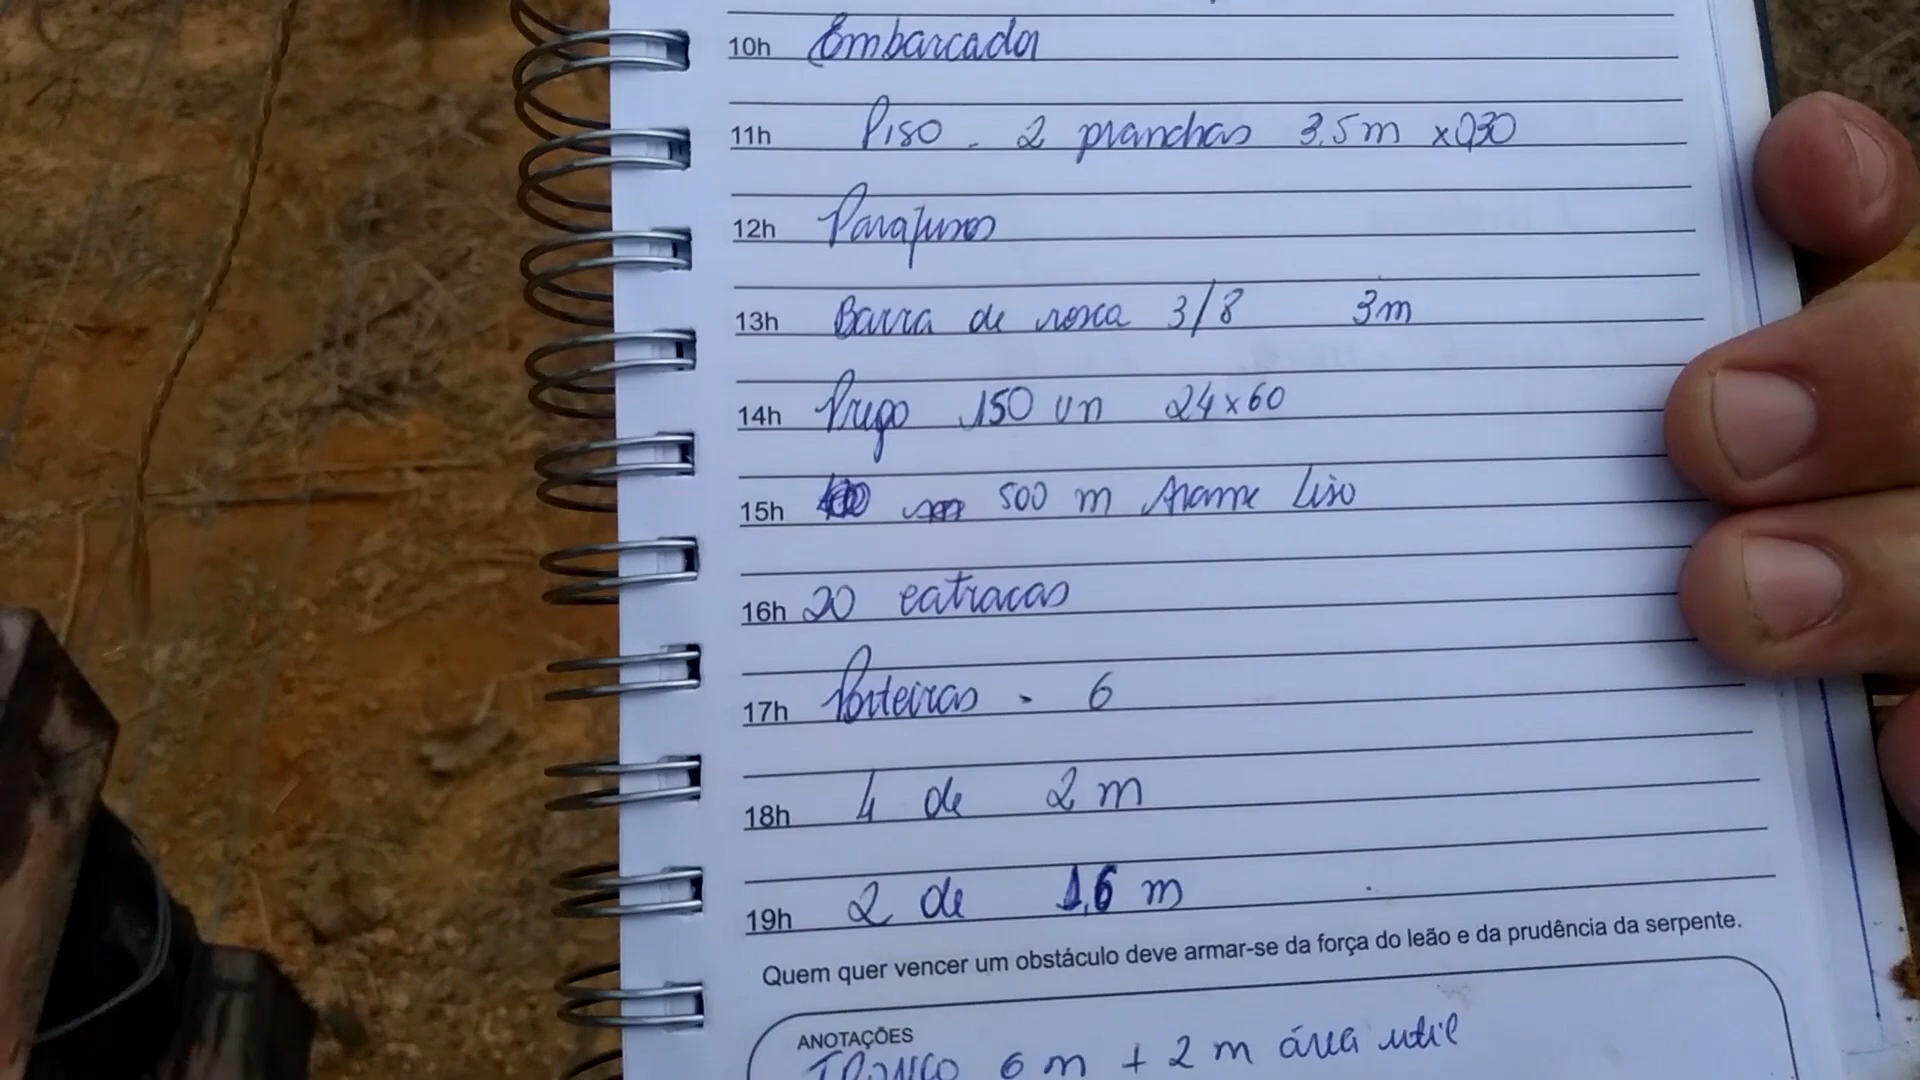 10h Embarcador
11h Piso - 2 pranchas 3,5m x 0,30
12h Parafusos
13h Barra de rosca 3/8 3m
14h Prego 150 un 24x60
15h 500 m Arame Liso
16h 20 catracas
17h Porteiras - 6
18h 4 de 2 m
19h 2 de 1,6 m
Quem quer vencer um obstáculo deve armar-se da força do leão e da prudência da serpente.
ANOTAÇÕES
TRONCO 6 m + 2 m área util